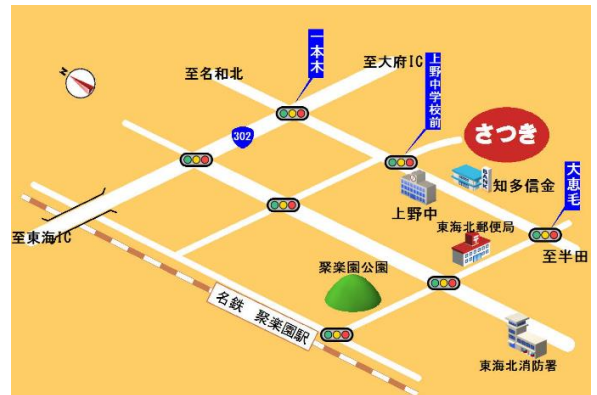 N
至名和北
一本木
至大府IC
上野中学校前
302
さつき
BANK
知多信金
大恵毛
上野中
東海北郵便局
至半田
至東海IC
聚楽園公園
名鉄 聚楽園駅
東海北消防署